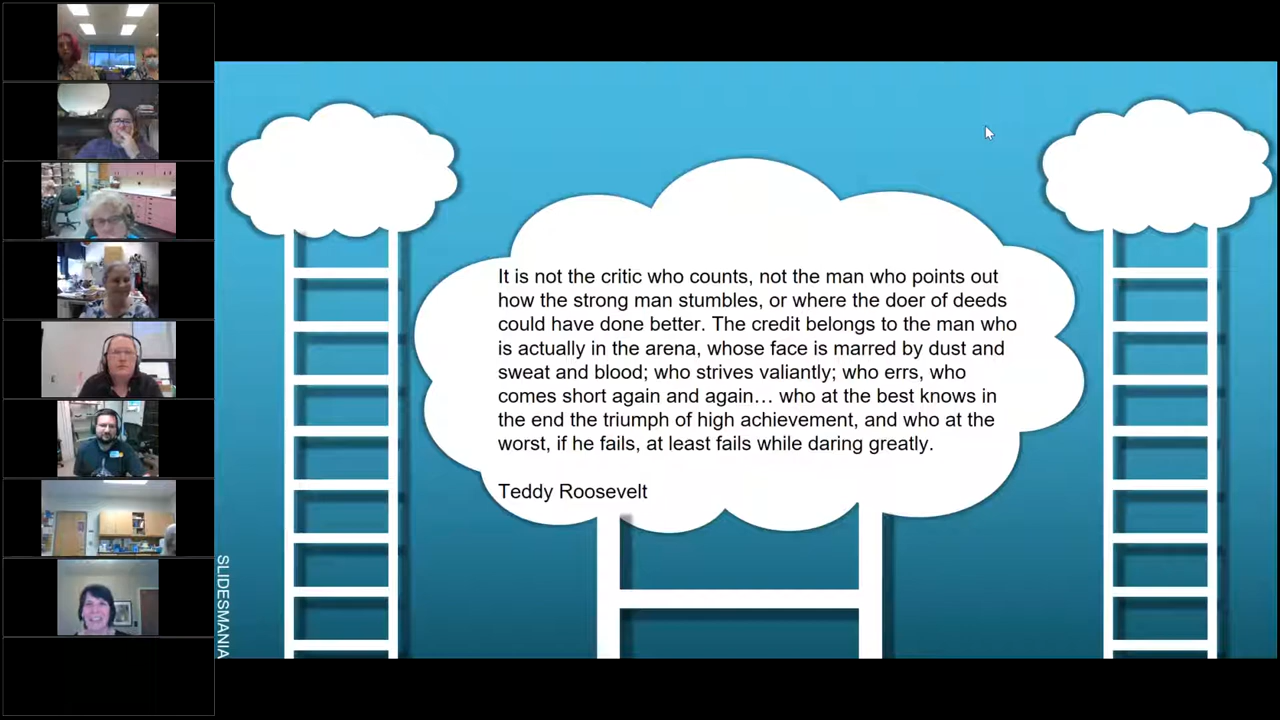 It is not the critic who counts, not the man who points out
how the strong man stumbles, or where the doer of deeds
could have done better. The credit belongs to the man who
is actually in the arena, whose face is marred by dust and
sweat and blood; who strives valiantly; who errs, who
comes short again and again… who at the best knows in
the end the triumph of high achievement, and who at the
worst, if he fails, at least fails while daring greatly.
Teddy Roosevelt
SLIDESMANIA